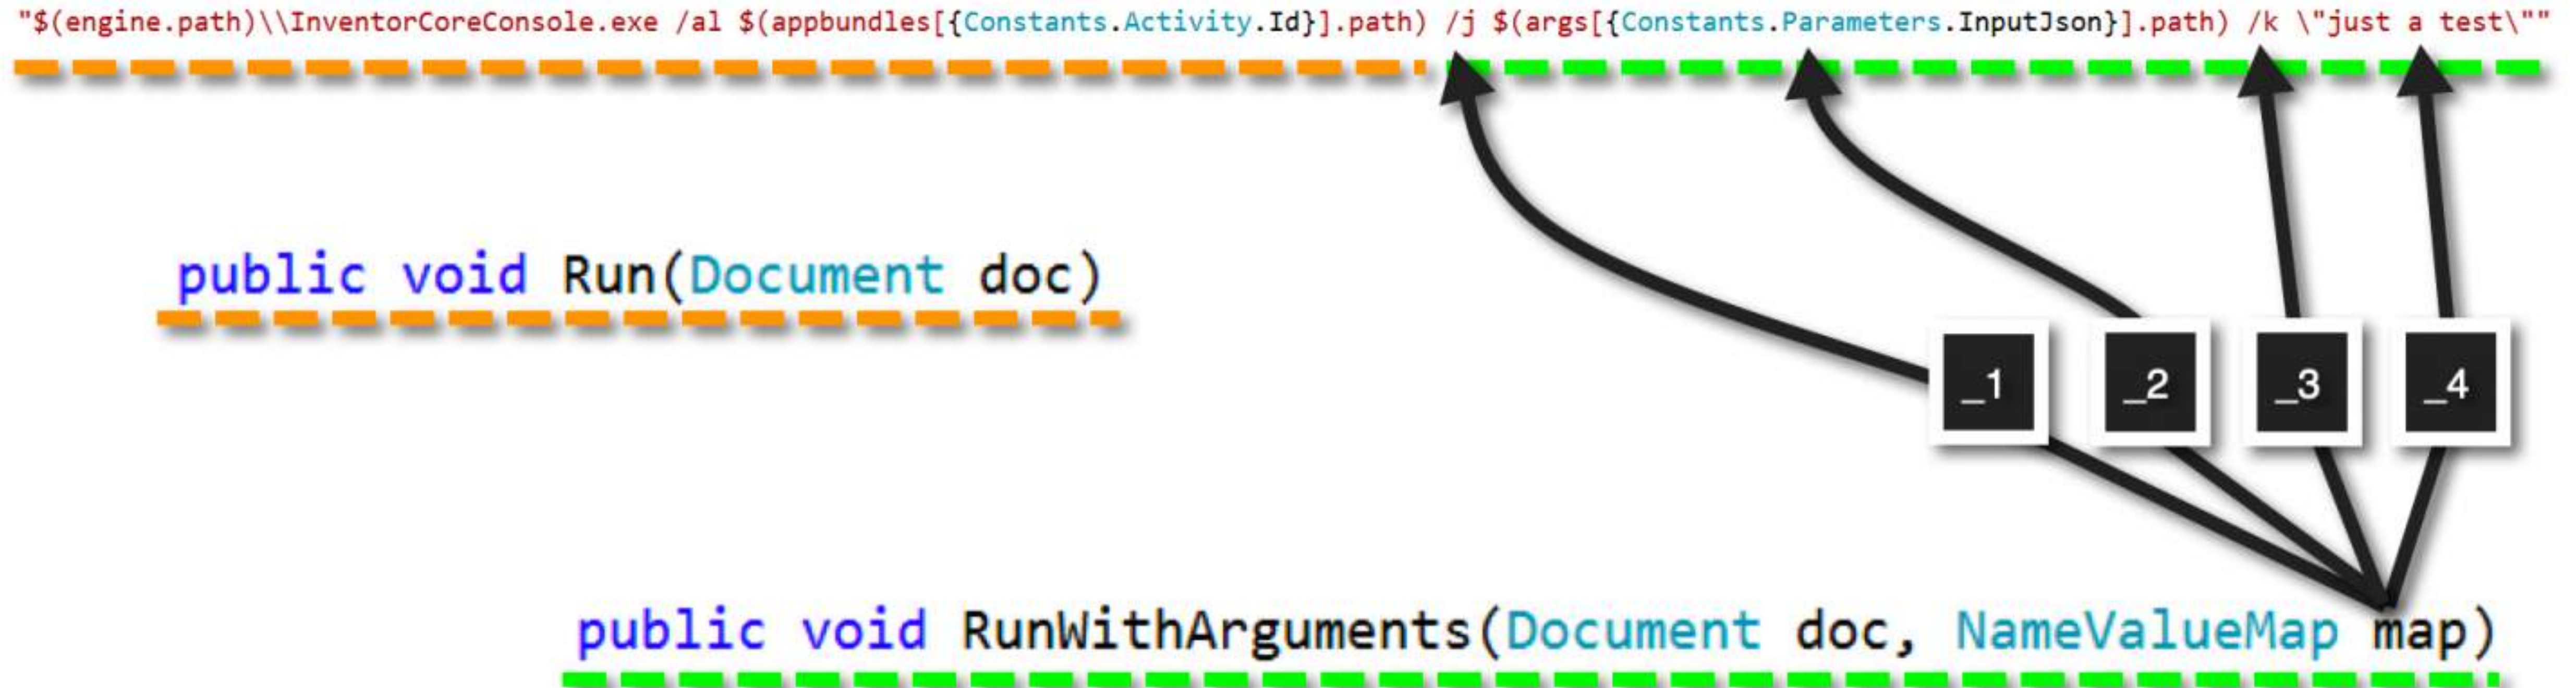 "$(engine.path)\\InventorCoreConsole.exe /al $(appbundles[{Constants.Activity.Id}].path) /j $(args[{Constants.Parameters.InputJson}].path) /k \"just a test\""
public void Run(Document doc)
_1 _2 _3 _4
public void RunWithArguments(Document doc, NameValueMap map)